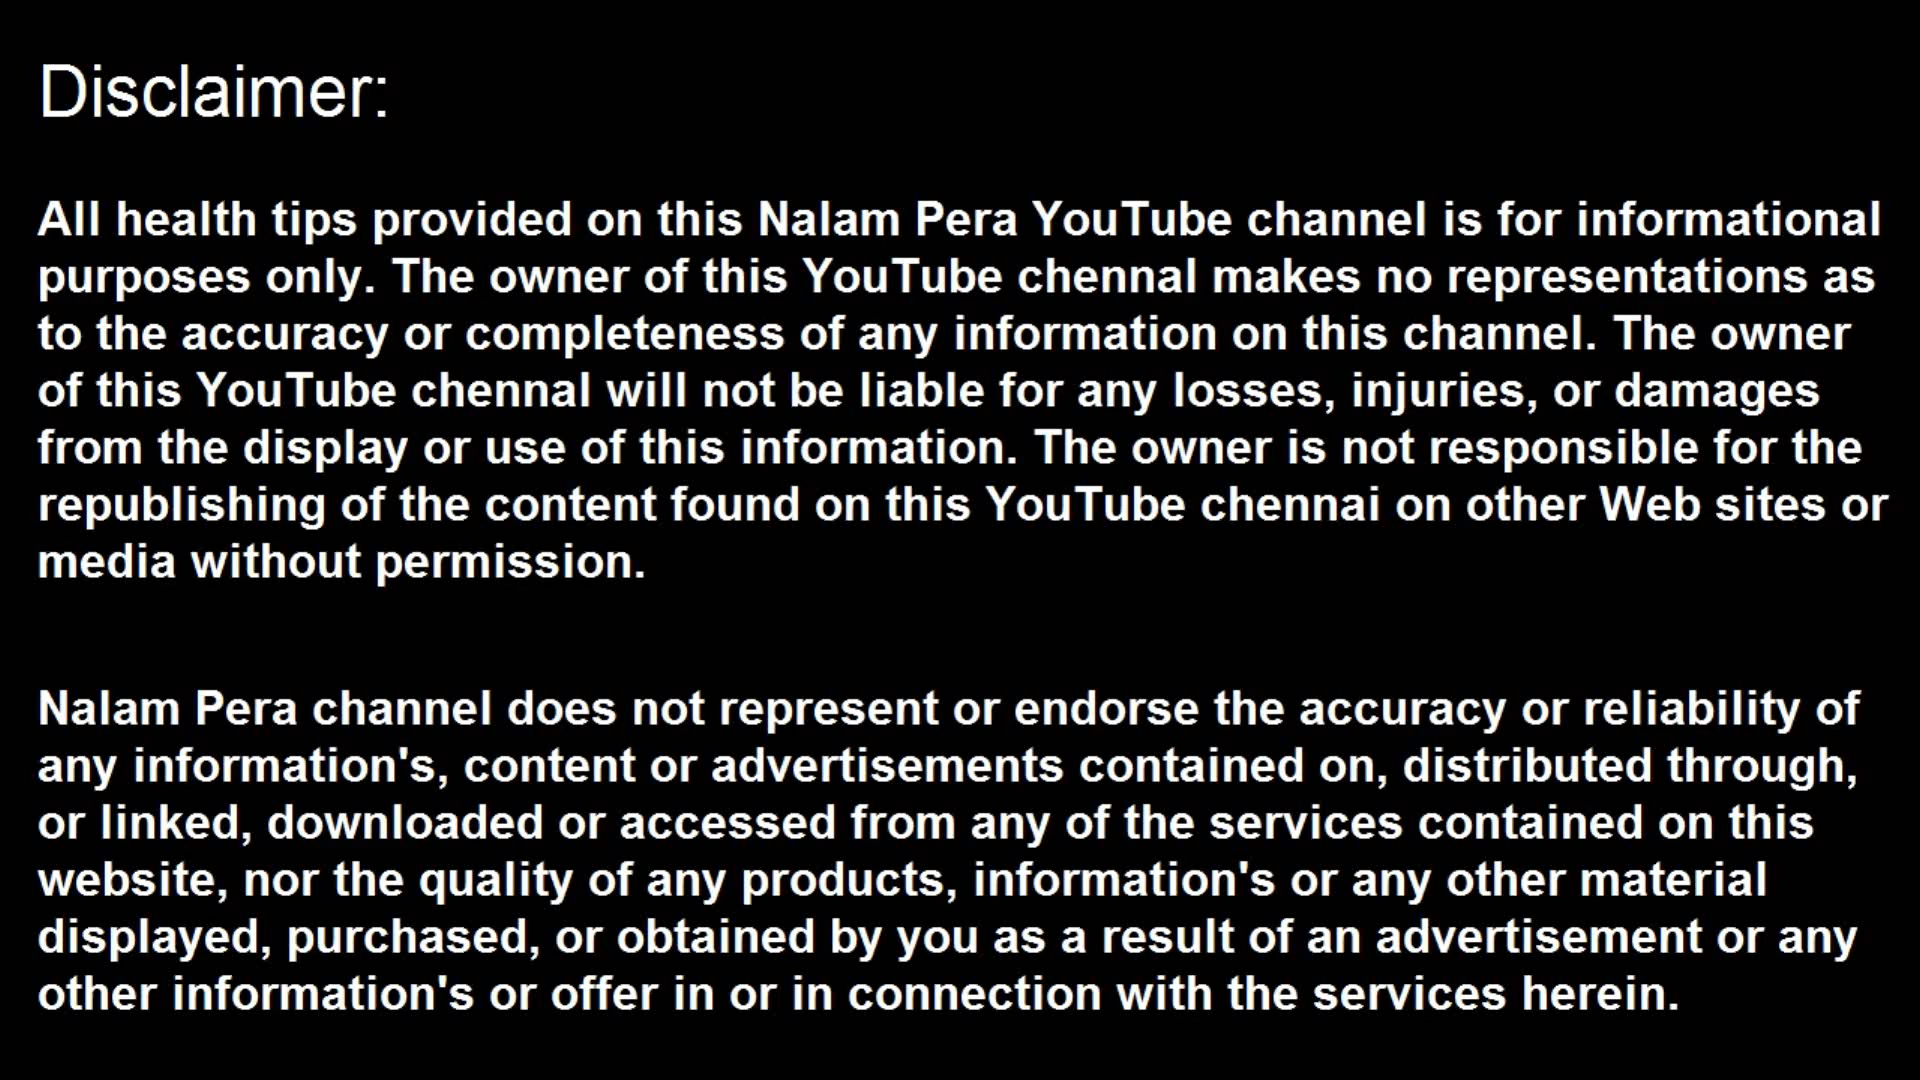 Disclaimer:
All health tips provided on this Nalam Pera YouTube channel is for informational
purposes only. The owner of this YouTube chennal makes no representations as
to the accuracy or completeness of any information on this channel. The owner
of this YouTube chennal will not be liable for any losses, injuries, or damages
from the display or use of this information. The owner is not responsible for the
republishing of the content found on this YouTube chennai on other Web sites or
media without permission.
Nalam Pera channel does not represent or endorse the accuracy or reliability of
any information's, content or advertisements contained on, distributed through,
or linked, downloaded or accessed from any of the services contained on this
website, nor the quality of any products, information's or any other material
displayed, purchased, or obtained by you as a result of an advertisement or any
other information's or offer in or in connection with the services herein.